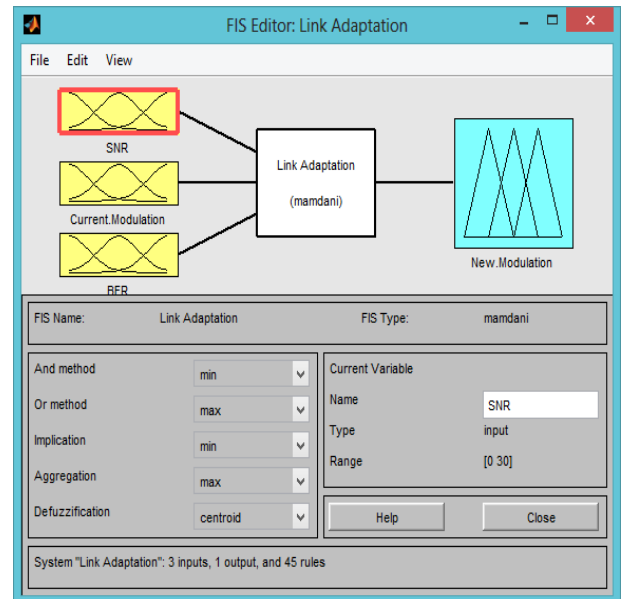 FIS Editor: Link Adaptation
File Edit View
SNR
Current.Modulation
BER
Link Adaptation
(mamdani)
New.Modulation
FIS Name: Link Adaptation FIS Type: mamdani
And method min
Or method max
Implication min
Aggregation max
Defuzzification centroid
Current Variable
Name SNR
Type input
Range [0 30]
Help Close
System "Link Adaptation": 3 inputs, 1 output, and 45 rules